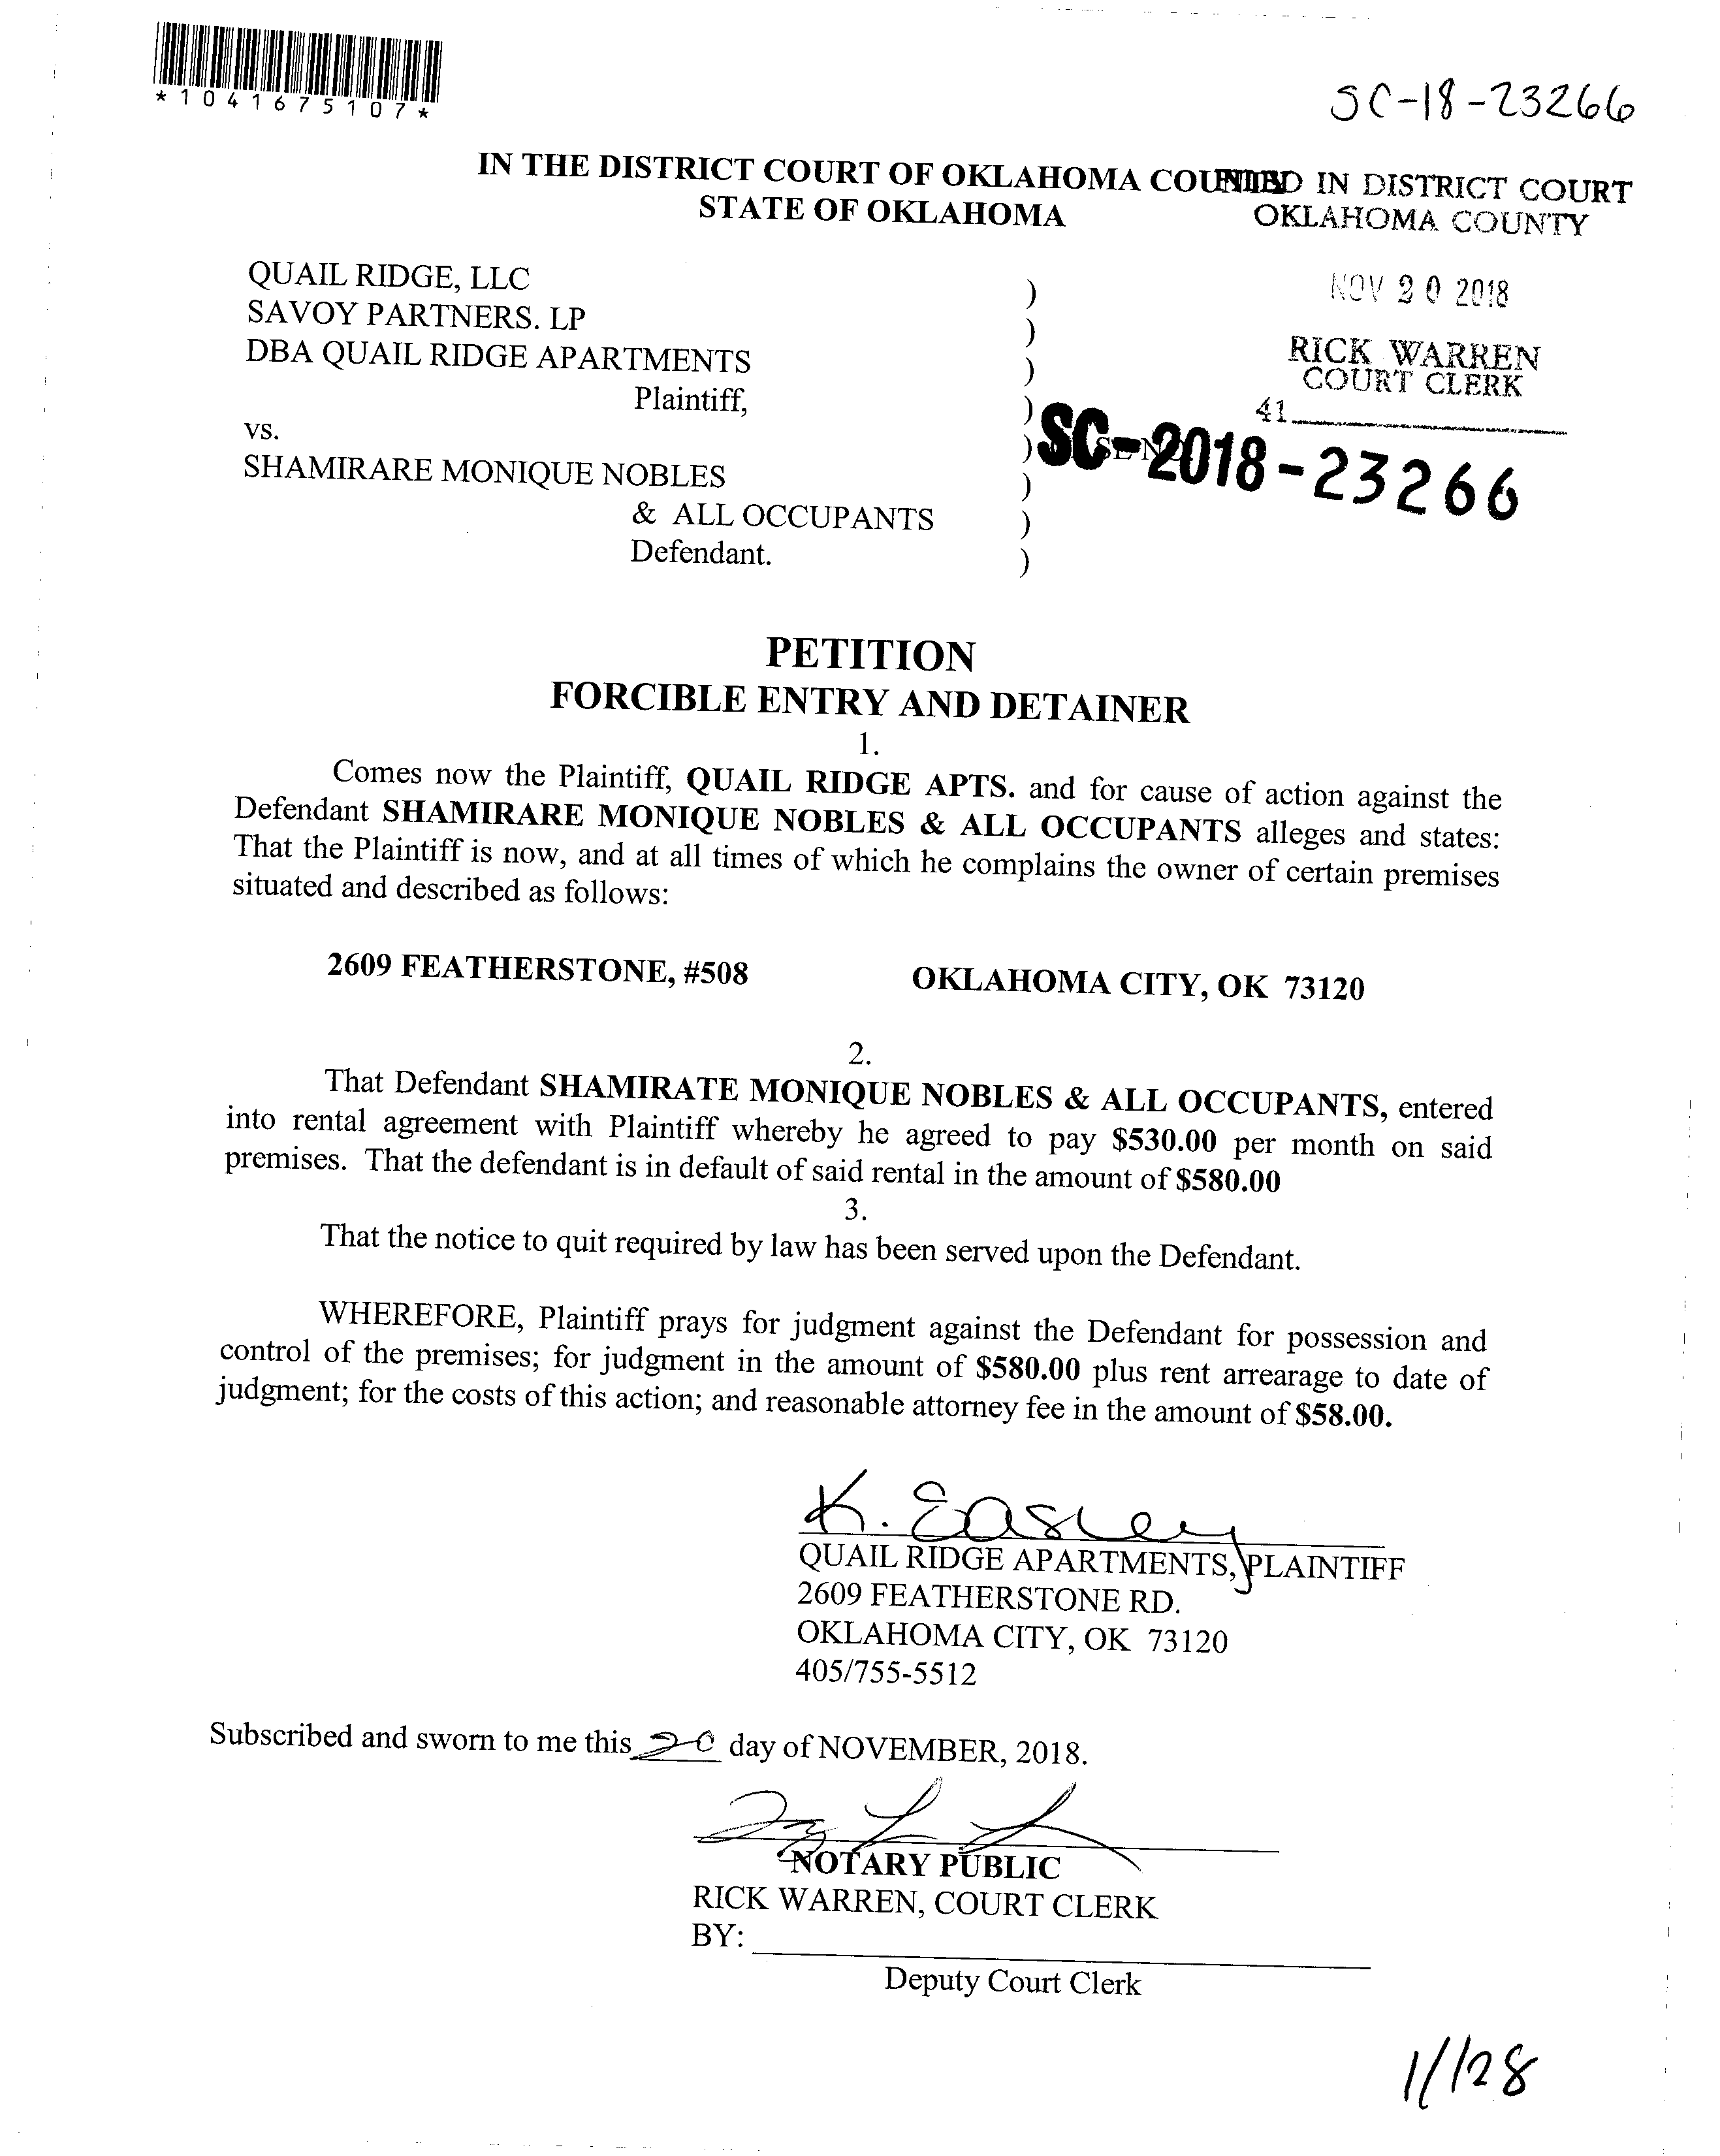 *1041675107*
SC-18-23266
IN THE DISTRICT COURT OF OKLAHOMA COUNTY
STATE OF OKLAHOMA
FILED IN DISTRICT COURT
OKLAHOMA COUNTY
NOV 20 2018
RICK WARREN
COURT CLERK
41
SC-2018-23266
QUAIL RIDGE, LLC )
SAVOY PARTNERS. LP )
DBA QUAIL RIDGE APARTMENTS )
Plaintiff, )
vs. )
SHAMIRARE MONIQUE NOBLES )
& ALL OCCUPANTS )
Defendant. )
PETITION
FORCIBLE ENTRY AND DETAINER
1.
Comes now the Plaintiff, QUAIL RIDGE APTS. and for cause of action against the
Defendant SHAMIRARE MONIQUE NOBLES & ALL OCCUPANTS alleges and states:
That the Plaintiff is now, and at all times of which he complains the owner of certain premises
situated and described as follows:
2609 FEATHERSTONE, #508 OKLAHOMA CITY, OK 73120
2.
That Defendant SHAMIRATE MONIQUE NOBLES & ALL OCCUPANTS, entered
into rental agreement with Plaintiff whereby he agreed to pay $530.00 per month on said
premises. That the defendant is in default of said rental in the amount of $580.00
3.
That the notice to quit required by law has been served upon the Defendant.
WHEREFORE, Plaintiff prays for judgment against the Defendant for possession and
control of the premises; for judgment in the amount of $580.00 plus rent arrearage to date of
judgment; for the costs of this action; and reasonable attorney fee in the amount of $58.00.
K. Easley
QUAIL RIDGE APARTMENTS, PLAINTIFF
2609 FEATHERSTONE RD.
OKLAHOMA CITY, OK 73120
405/755-5512
Subscribed and sworn to me this 20 day of NOVEMBER, 2018.
NOTARY PUBLIC
RICK WARREN, COURT CLERK
BY:
Deputy Court Clerk
11/28